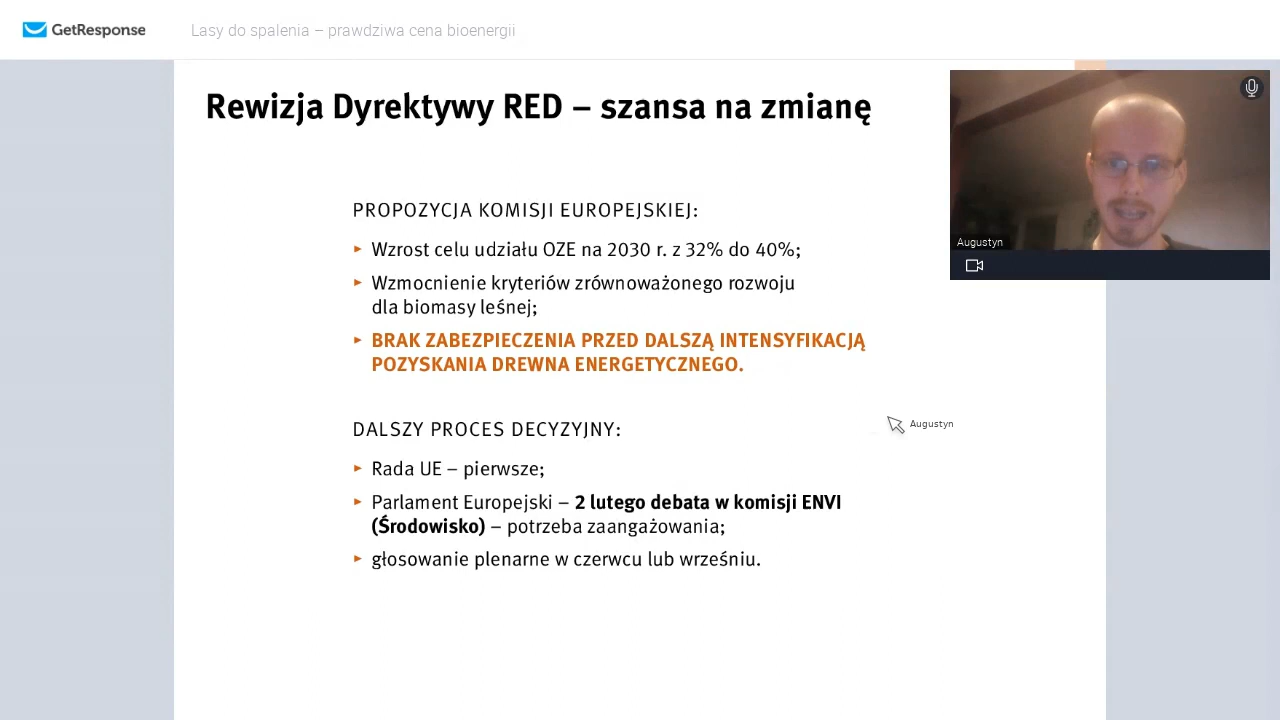 GetResponse
Lasy do spalenia – prawdziwa cena bioenergii
Rewizja Dyrektywy RED – szansa na zmianę
PROPOZYCJA KOMISJI EUROPEJSKIEJ:
Wzrost celu udziału OZE na 2030 r. z 32% do 40%;
Wzmocnienie kryteriów zrównoważonego rozwoju
dla biomasy leśnej;
BRAK ZABEZPIECZENIA PRZED DALSZĄ INTENSYFIKACJĄ
POZYSKANIA DREWNA ENERGETYCZNEGO.
DALSZY PROCES DECYZYJNY:
Rada UE – pierwsze;
Parlament Europejski – 2 lutego debata w komisji ENVI
(Środowisko) – potrzeba zaangażowania;
głosowanie plenarne w czerwcu lub wrześniu.
Augustyn
Augustyn